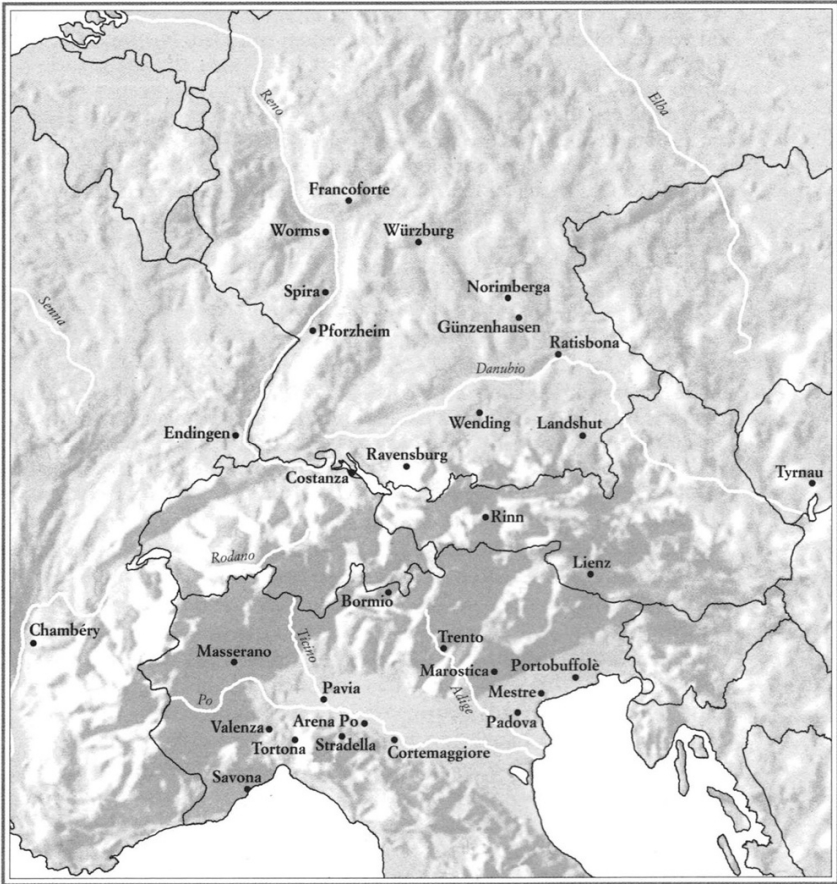 Reno
Elba
Francoforte
Worms
Würzburg
Senna
Spira
Norimberga
Günzenhausen
Pforzheim
Ratisbona
Danubio
Endingen
Wending
Landshut
Ravensburg
Costanza
Tyrnau
Rinn
Rodano
Lienz
Bormio
Chambéry
Masserano
Ticino
Trento
Marostica
Portobuffolè
Po
Pavia
Adige
Mestre
Padova
Valenza
Arena Po
Tortona
Stradella
Cortemaggiore
Savona